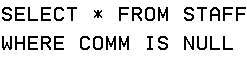 SELECT * FROM STAFF
WHERE COMM IS NULL